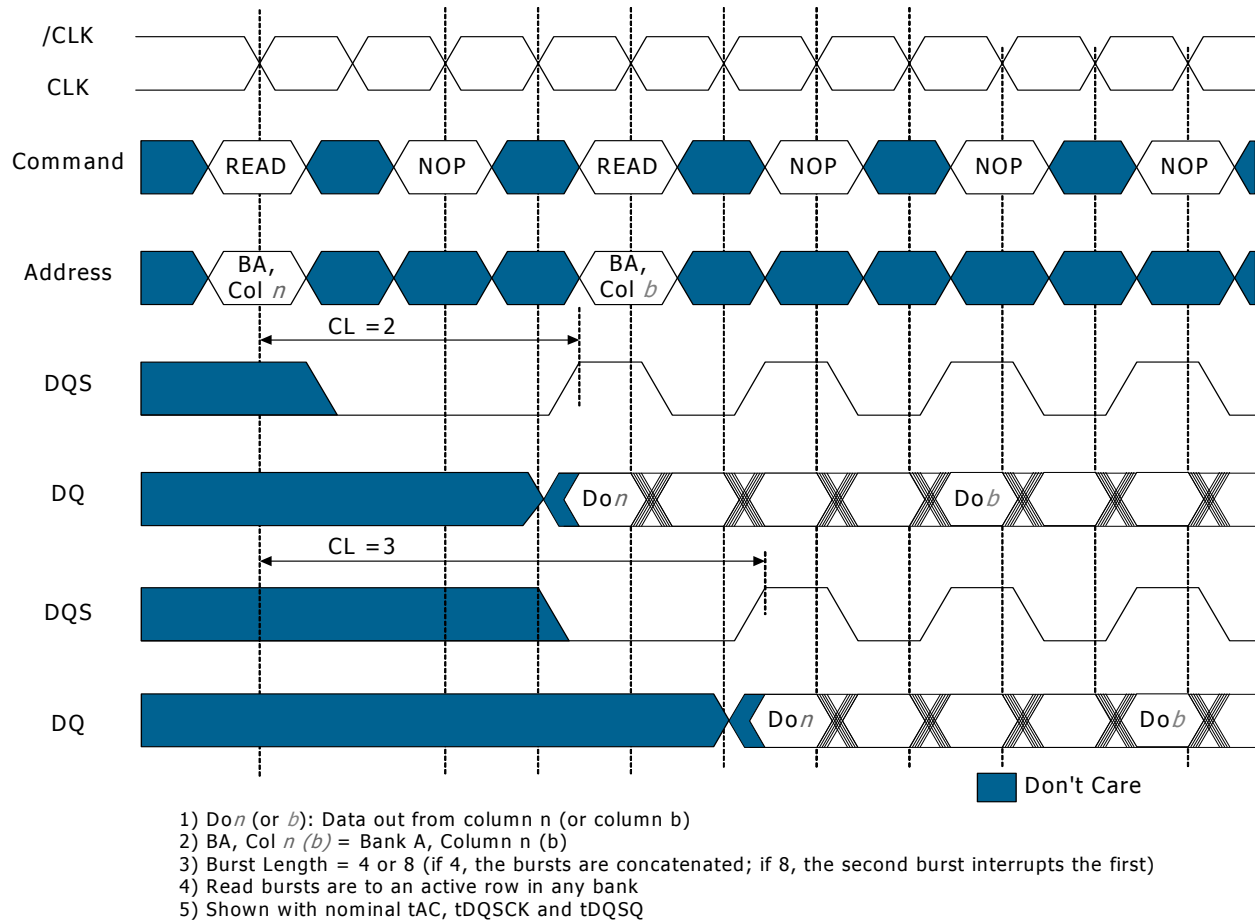 /CLK
CLK
Command
READ
NOP
READ
NOP
NOP
NOP
Address
BA,
Col n
BA,
Col b
CL =2
DQS
DQ
Don
Dob
CL =3
DQS
DQ
Don
Dob
Don't Care
1) Don (or b): Data out from column n (or column b)
2) BA, Col n (b) = Bank A, Column n (b)
3) Burst Length = 4 or 8 (if 4, the bursts are concatenated; if 8, the second burst interrupts the first)
4) Read bursts are to an active row in any bank
5) Shown with nominal tAC, tDQSCK and tDQSQ